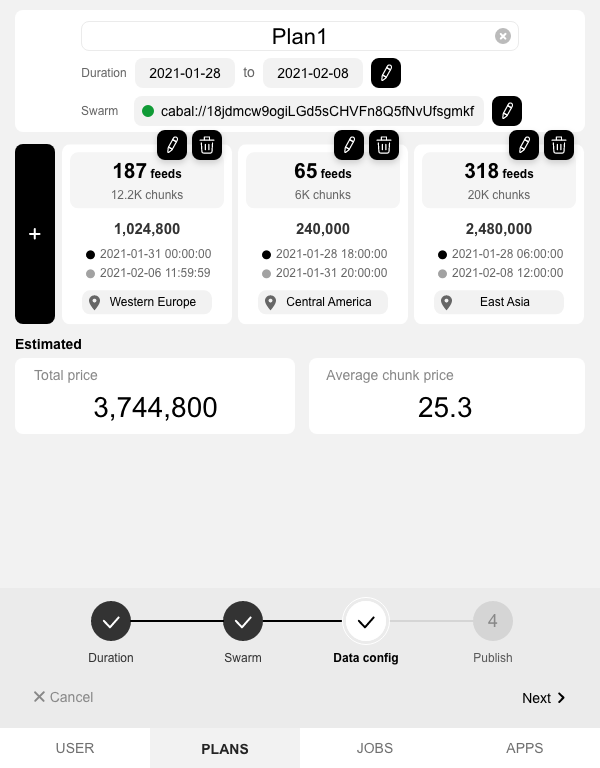 Plan1
Duration 2021-01-28 to 2021-02-08
Swarm cabal://18jdmcw9ogiLGd5sCHVFn8Q5fNvUfsgmkf
+
187 feeds
12.2K chunks
1,024,800
2021-01-31 00:00:00
2021-02-06 11:59:59
Western Europe
65 feeds
6K chunks
240,000
2021-01-28 18:00:00
2021-01-31 20:00:00
Central America
318 feeds
20K chunks
2,480,000
2021-01-28 06:00:00
2021-02-08 12:00:00
East Asia
Estimated
Total price
3,744,800
Average chunk price
25.3
4
Duration Swarm Data config Publish
Cancel Next
USER PLANS JOBS APPS